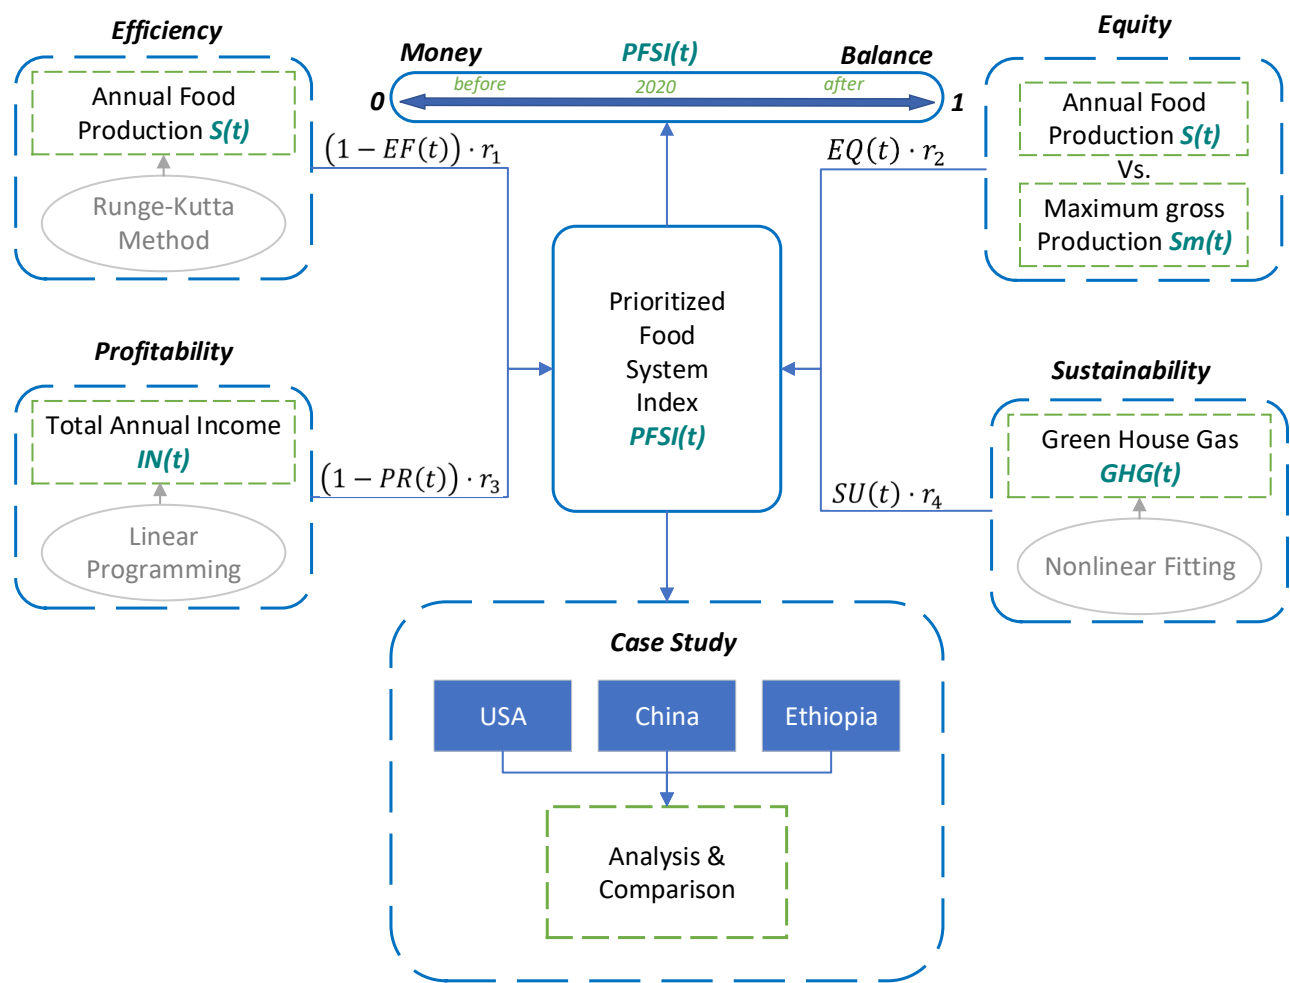 Efficiency
Annual Food
Production S(t)
Runge-Kutta
Method
Money
PFSI(t)
Balance
before
2020
after
0
1
Equity
Annual Food
Production S(t)
Vs.
Maximum gross
Production Sm(t)
(1 − EF(t)) · r₁
EQ(t) · r₂
Prioritized
Food
System
Index
PFSI(t)
Profitability
Total Annual Income
IN(t)
Linear
Programming
(1 − PR(t)) · r₃
SU(t) · r₄
Sustainability
Green House Gas
GHG(t)
Nonlinear Fitting
Case Study
USA
China
Ethiopia
Analysis &
Comparison